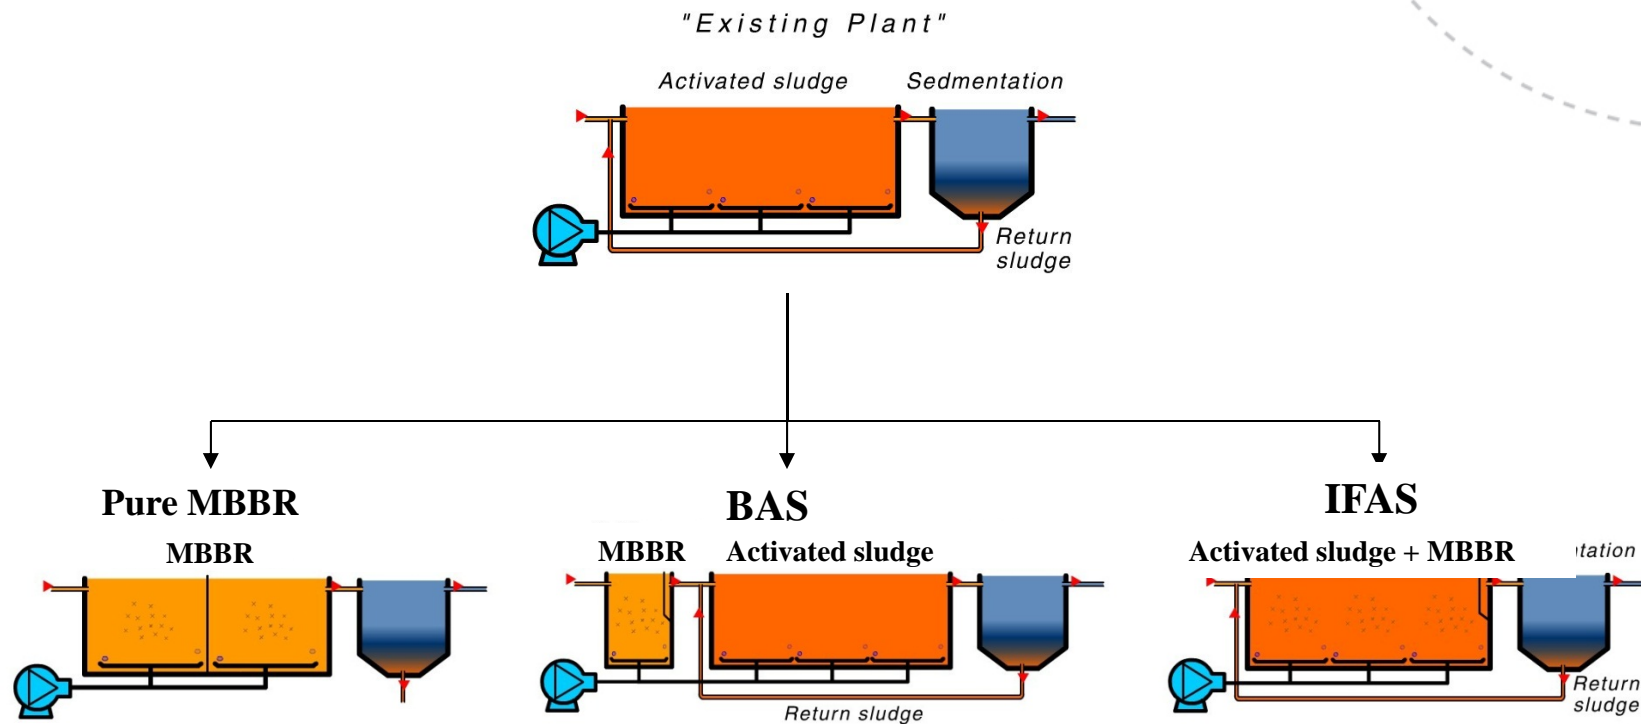 "Existing Plant"
Activated sludge
Sedmentation
Return
sludge
Pure MBBR
BAS
IFAS
MBBR
MBBR
Activated sludge
Activated sludge + MBBR
tation
Return sludge
Return
sludge